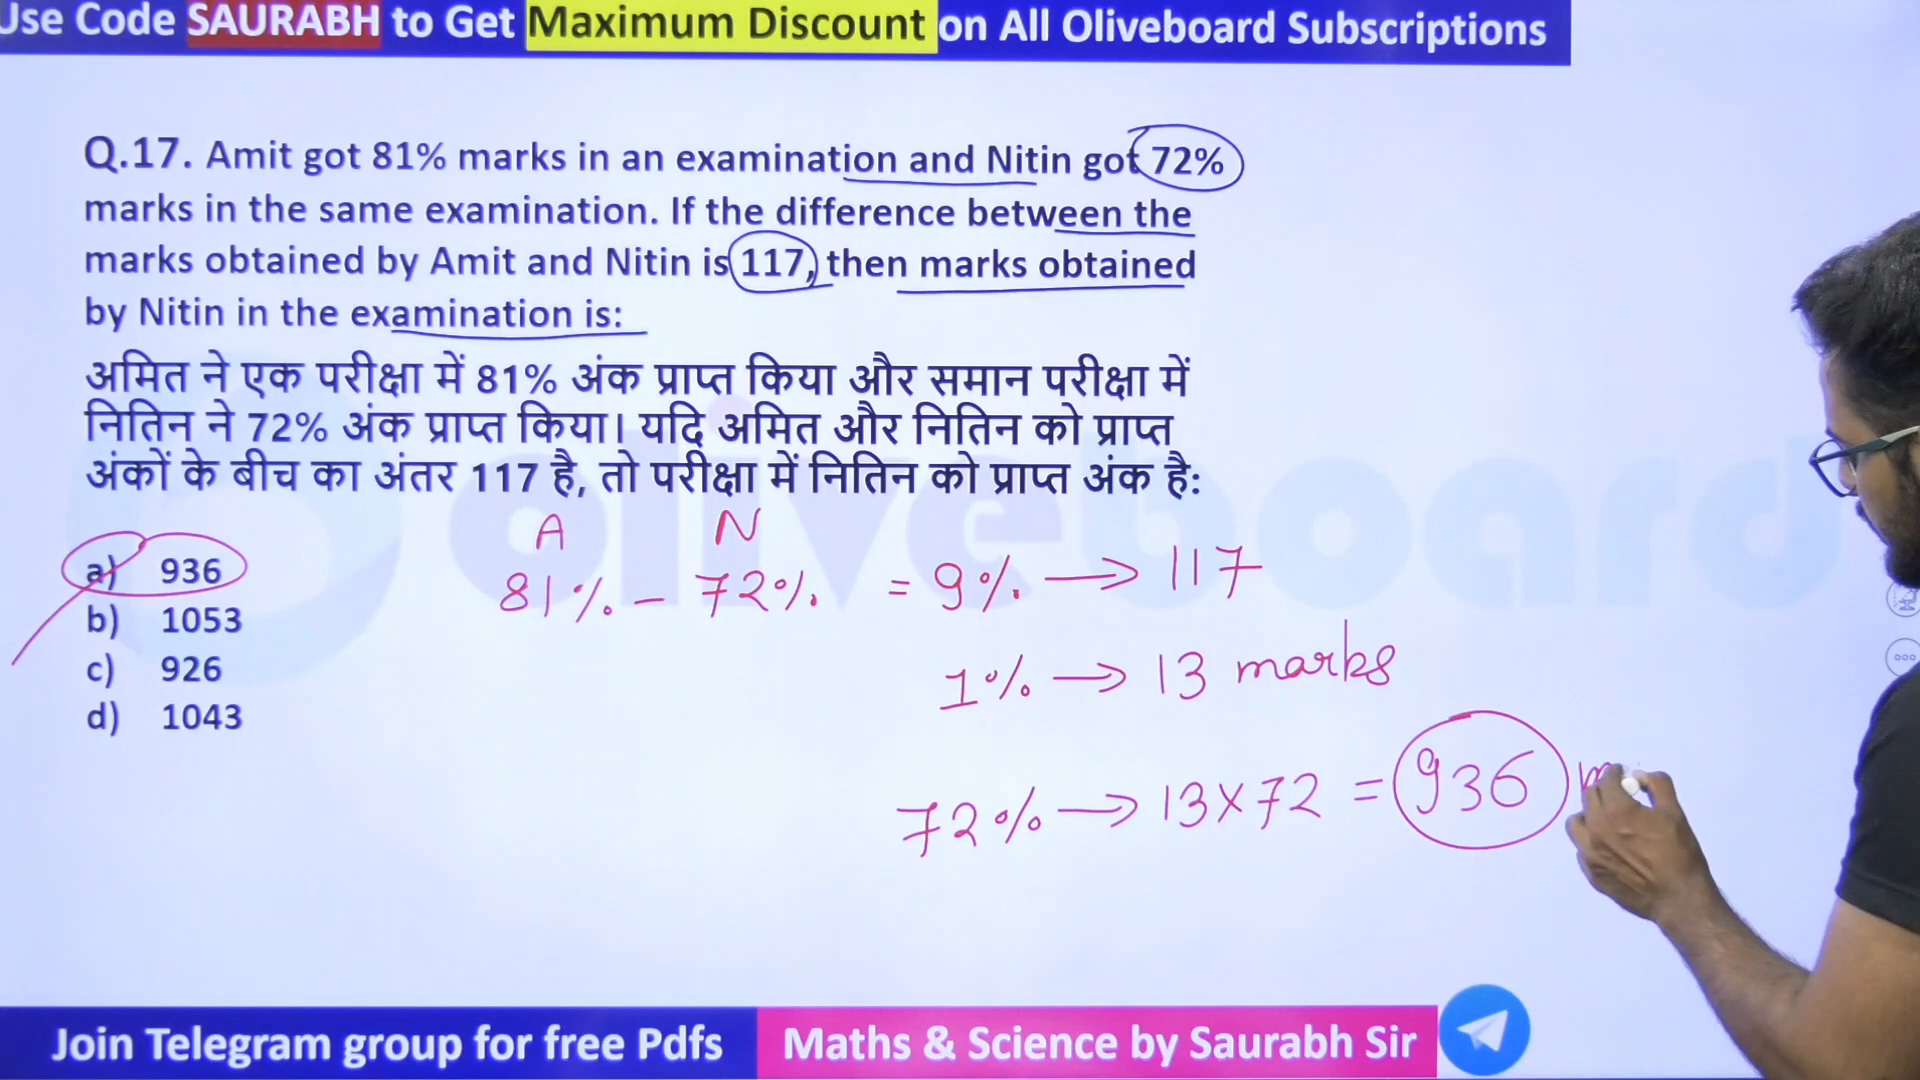 Use Code SAURABH to Get Maximum Discount on All Oliveboard Subscriptions
Q.17. Amit got 81% marks in an examination and Nitin got 72%
marks in the same examination. If the difference between the
marks obtained by Amit and Nitin is 117, then marks obtained
by Nitin in the examination is:
अमित ने एक परीक्षा में 81% अंक प्राप्त किया और समान परीक्षा में
नितिन ने 72% अंक प्राप्त किया। यदि अमित और नितिन को प्राप्त
अंकों के बीच का अंतर 117 है, तो परीक्षा में नितिन को प्राप्त अंक है:
oliveboard
a) 936
b) 1053
c) 926
d) 1043
A N
81% - 72% = 9% → 117
1% → 13 marks
72% → 13×72 = 936 m
Join Telegram group for free Pdfs
Maths & Science by Saurabh Sir